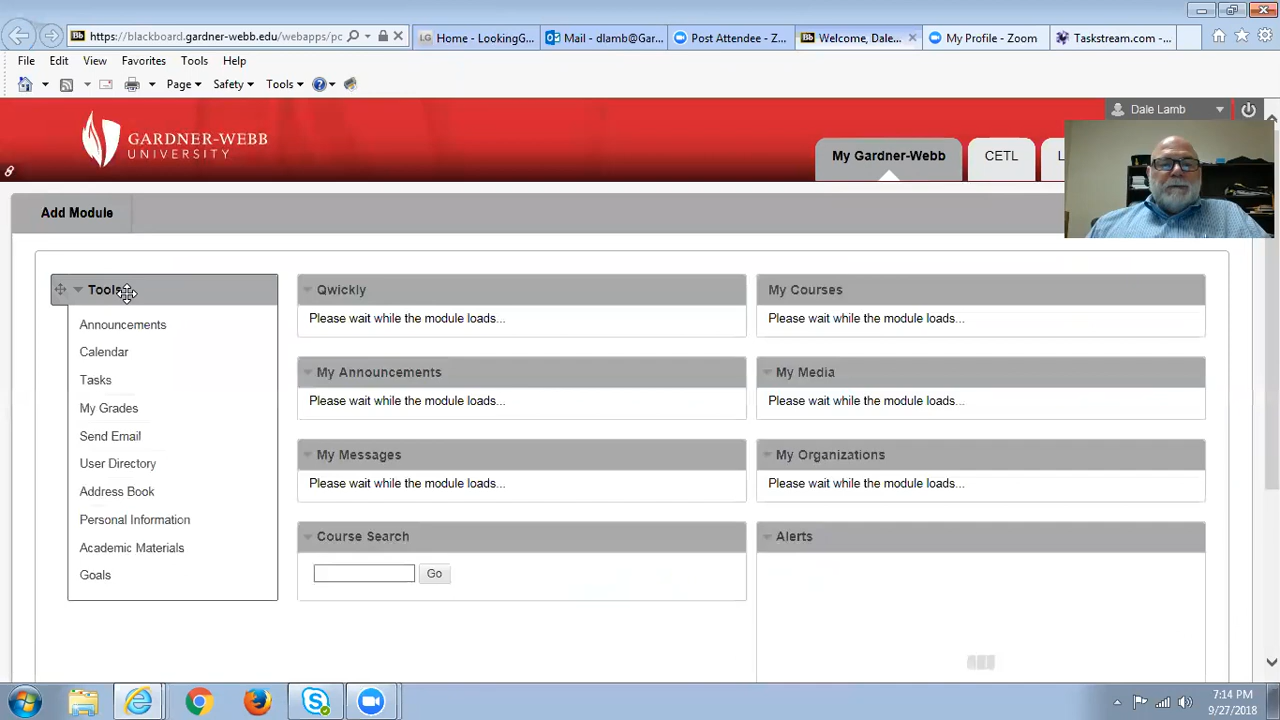 https://blackboard.gardner-webb.edu/webapps/pc
Home - LookingG...
Mail - dlamb@Gar...
Post Attendee - Z...
Welcome, Dale...
My Profile - Zoom
Taskstream.com -...
File Edit View Favorites Tools Help
Page Safety Tools
Dale Lamb
GARDNER-WEBB
UNIVERSITY
My Gardner-Webb
CETL
L
Add Module
Tools
Announcements
Calendar
Tasks
My Grades
Send Email
User Directory
Address Book
Personal Information
Academic Materials
Goals
Qwickly
Please wait while the module loads...
My Announcements
Please wait while the module loads...
My Messages
Please wait while the module loads...
Course Search
Go
My Courses
Please wait while the module loads...
My Media
Please wait while the module loads...
My Organizations
Please wait while the module loads...
Alerts
7:14 PM
9/27/2018